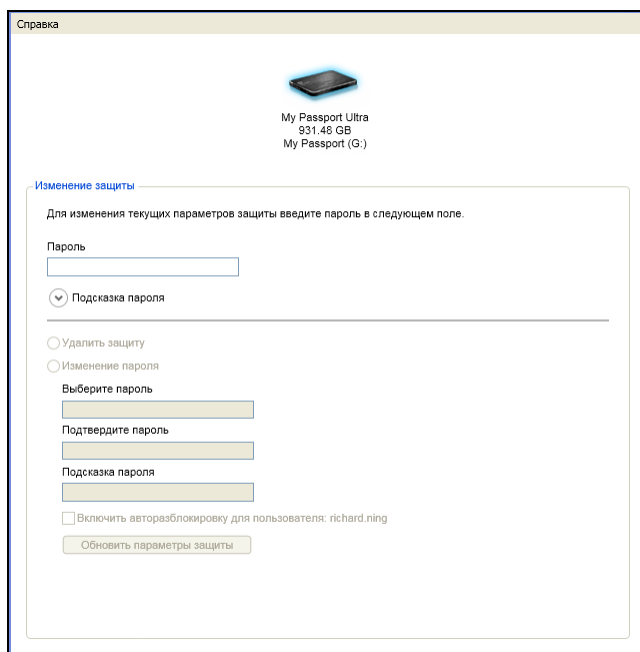 Справка
My Passport Ultra
931.48 GB
My Passport (G:)
Изменение защиты
Для изменения текущих параметров защиты введите пароль в следующем поле.
Пароль
Подсказка пароля
Удалить защиту
Изменение пароля
Выберите пароль
Подтвердите пароль
Подсказка пароля
Включить авторазблокировку для пользователя: richard.ning
Обновить параметры защиты